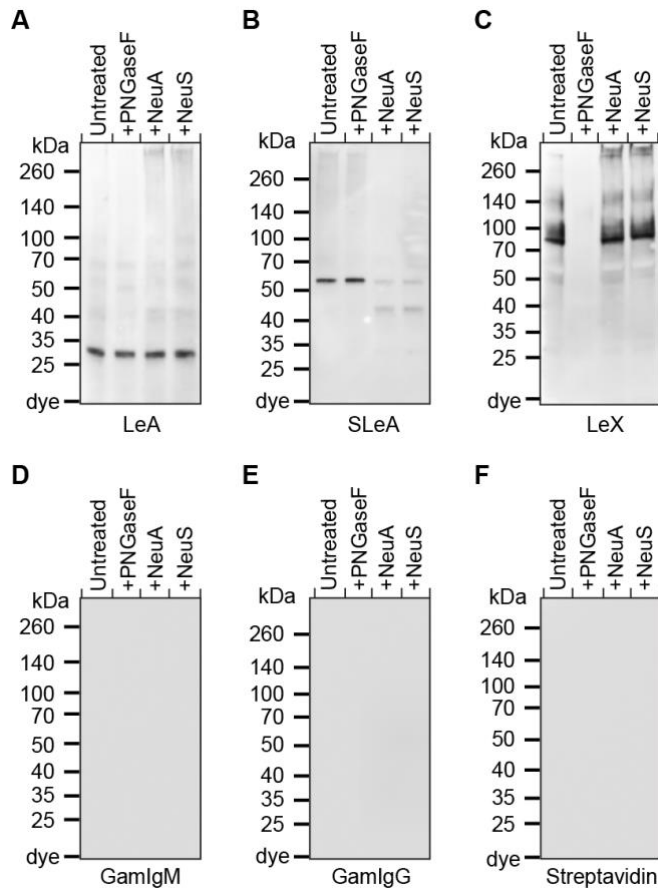 A
Untreated
+PNGaseF
+NeuA
+NeuS
kDa
260
140
100
70
50
40
35
25
dye
LeA
B
Untreated
+PNGaseF
+NeuA
+NeuS
kDa
260
140
100
70
50
40
35
25
dye
SLeA
C
Untreated
+PNGaseF
+NeuA
+NeuS
kDa
260
140
100
70
50
40
35
25
dye
LeX
D
Untreated
+PNGaseF
+NeuA
+NeuS
kDa
260
140
100
70
50
40
35
25
dye
GamIgM
E
Untreated
+PNGaseF
+NeuA
+NeuS
kDa
260
140
100
70
50
40
35
25
dye
GamIgG
F
Untreated
+PNGaseF
+NeuA
+NeuS
kDa
260
140
100
70
50
40
35
25
dye
Streptavidin